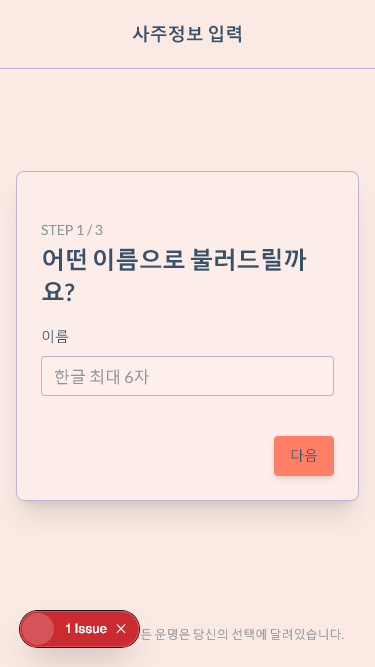 사주정보 입력
STEP 1 / 3
어떤 이름으로 불러드릴까
요?
이름
한글 최대 6자
다음
1 Issue
든 운명은 당신의 선택에 달려있습니다.